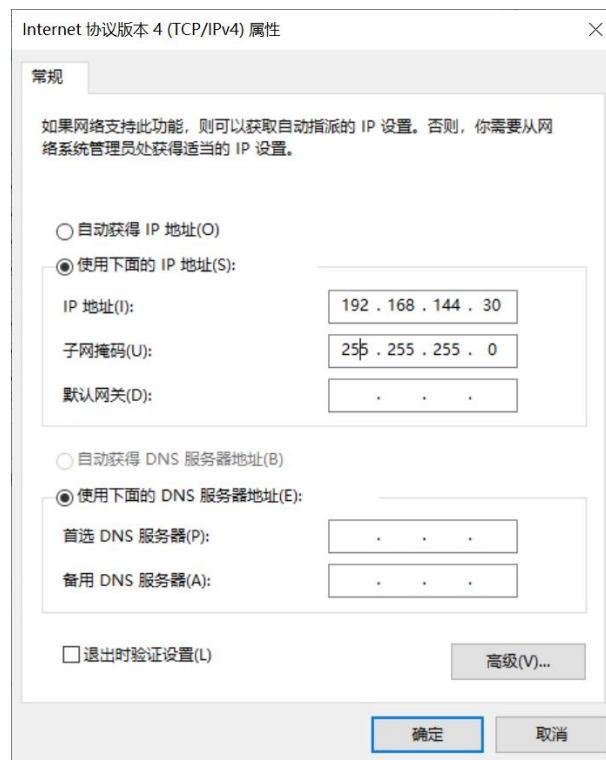 Internet 协议版本 4 (TCP/IPv4) 属性
常规
如果网络支持此功能，则可以获取自动指派的 IP 设置。否则，你需要从网
络系统管理员处获得适当的 IP 设置。
自动获得 IP 地址(O)
使用下面的 IP 地址(S):
IP 地址(I): 192 . 168 . 144 . 30
子网掩码(U): 255 . 255 . 255 . 0
默认网关(D): . . .
自动获得 DNS 服务器地址(B)
使用下面的 DNS 服务器地址(E):
首选 DNS 服务器(P): . . .
备用 DNS 服务器(A): . . .
退出时验证设置(L)
高级(V)...
确定 取消